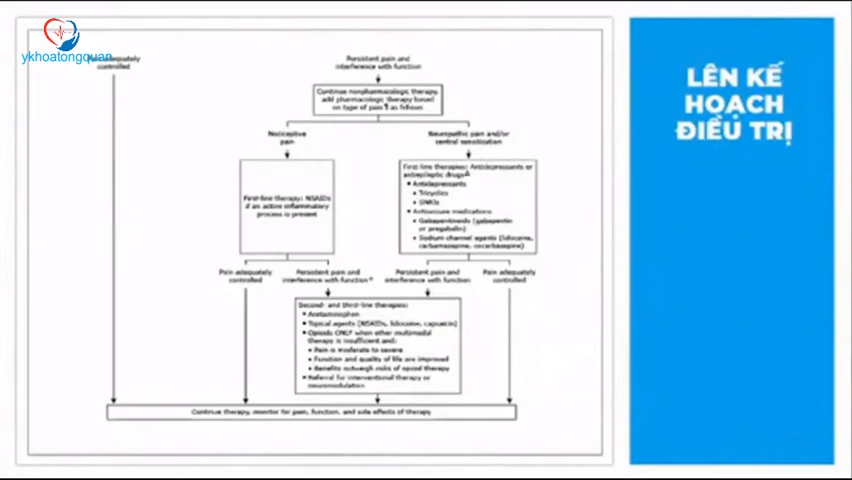 ykhoatongquan
adequately
controlled
Persistent pain and
interference with function
Continue nonpharmacologic therapy,
add pharmacologic therapy based
on type of pain ¶ as follows
Nociceptive
pain
Neuropathic pain and/or
central sensitization
First-line therapy: NSAIDs
if an active inflammatory
process is present
First-line therapies: Antidepressants or
antiepileptic drugsΔ
• Antidepressants
• Tricyclics
• SNRIs
• Antiseizure medications
• Gabapentinoids (gabapentin
or pregabalin)
• Sodium channel agents (lidocaine,
carbamazepine, oxcarbazepine)
Pain adequately
controlled
Persistent pain and
interference with function
Persistent pain and
interference with function
Pain adequately
controlled
Second- and third-line therapies:
• Acetaminophen
• Topical agents (NSAIDs, lidocaine, capsaicin)
• Opioids ONLY when other multimodal
therapy is insufficient and:
• Pain is moderate to severe
• Function and quality of life are improved
• Benefits outweigh risks of opioid therapy
• Referral for interventional therapy or
neuromodulation
Continue therapy, monitor for pain, function, and side effects of therapy
LÊN KẾ
HOẠCH
ĐIỀU TRỊ